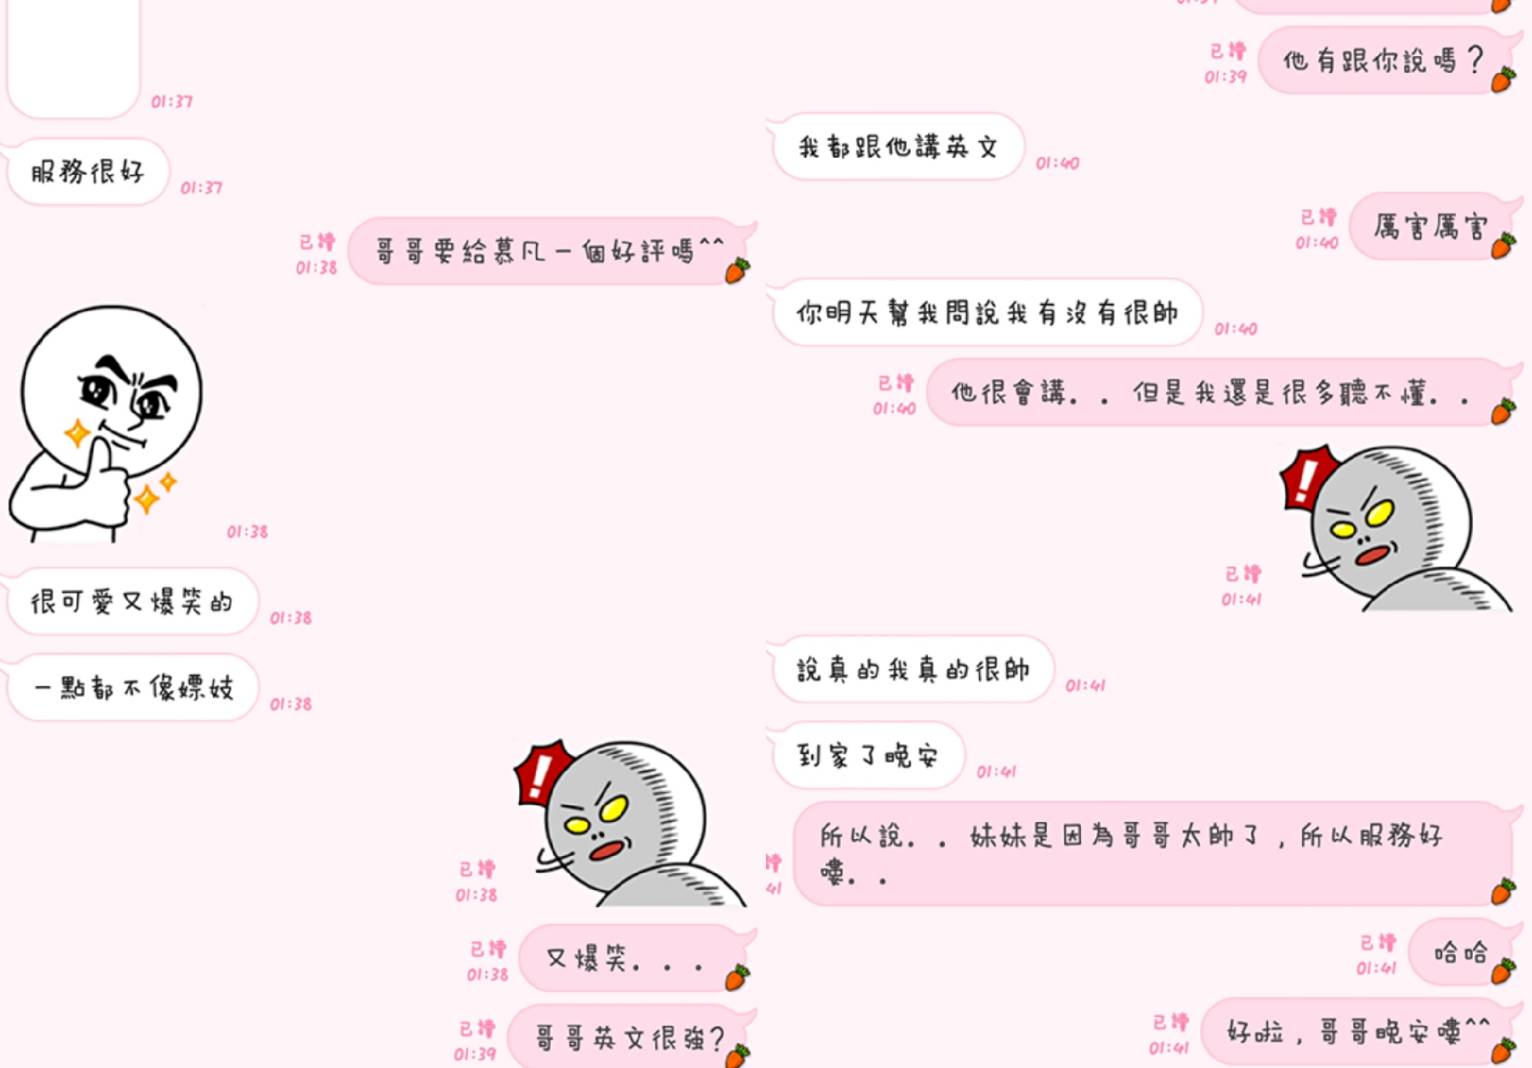 01:37
服務很好
01:37
已讀
01:38
哥哥要給慕凡一個好評嗎^^
01:38
很可愛又爆笑的
01:38
一點都不像嫖妓
01:38
!
已讀
01:38
已讀
01:38
又爆笑. . .
已讀
01:39
哥哥英文很強?
已讀
01:39
他有跟你說嗎?
我都跟他講英文
01:40
已讀
01:40
厲害厲害
你明天幫我問說我有沒有很帥
01:40
已讀
01:40
他很會講. . 但是我還是很多聽不懂. .
!
已讀
01:41
說真的我真的很帥
01:41
到家了晚安
01:41
所以說. . 妹妹是因為哥哥太帥了,所以服務好
嘍. .
41
已讀
01:41
哈哈
已讀
01:41
好啦,哥哥晚安嘍^^